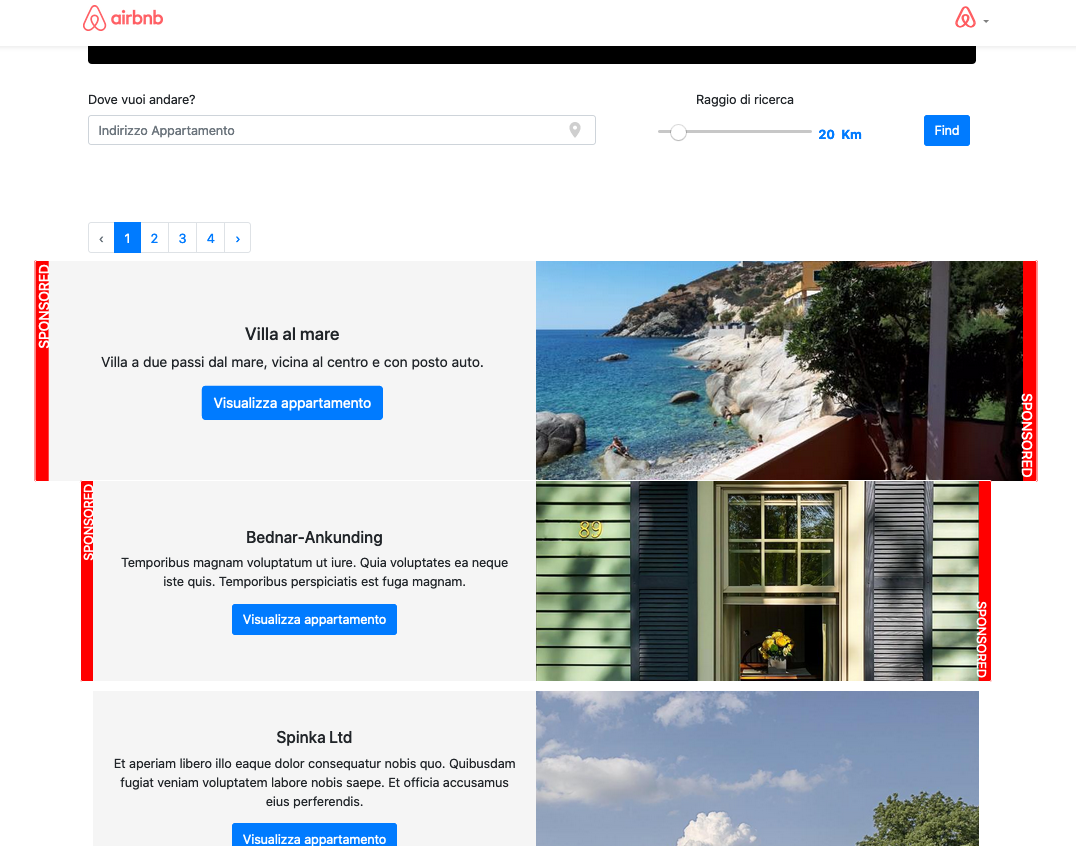 airbnb
Dove vuoi andare?
Raggio di ricerca
Indirizzo Appartamento
20 Km
Find
‹ 1 2 3 4 ›
SPONSORED
Villa al mare
Villa a due passi dal mare, vicina al centro e con posto auto.
Visualizza appartamento
SPONSORED
SPONSORED
Bednar-Ankunding
Temporibus magnam voluptatum ut iure. Quia voluptates ea neque
iste quis. Temporibus perspiciatis est fuga magnam.
Visualizza appartamento
89
SPONSORED
Spinka Ltd
Et aperiam libero illo eaque dolor consequatur nobis quo. Quibusdam
fugiat veniam voluptatem labore nobis saepe. Et officia accusamus
eius perferendis.
Visualizza appartamento